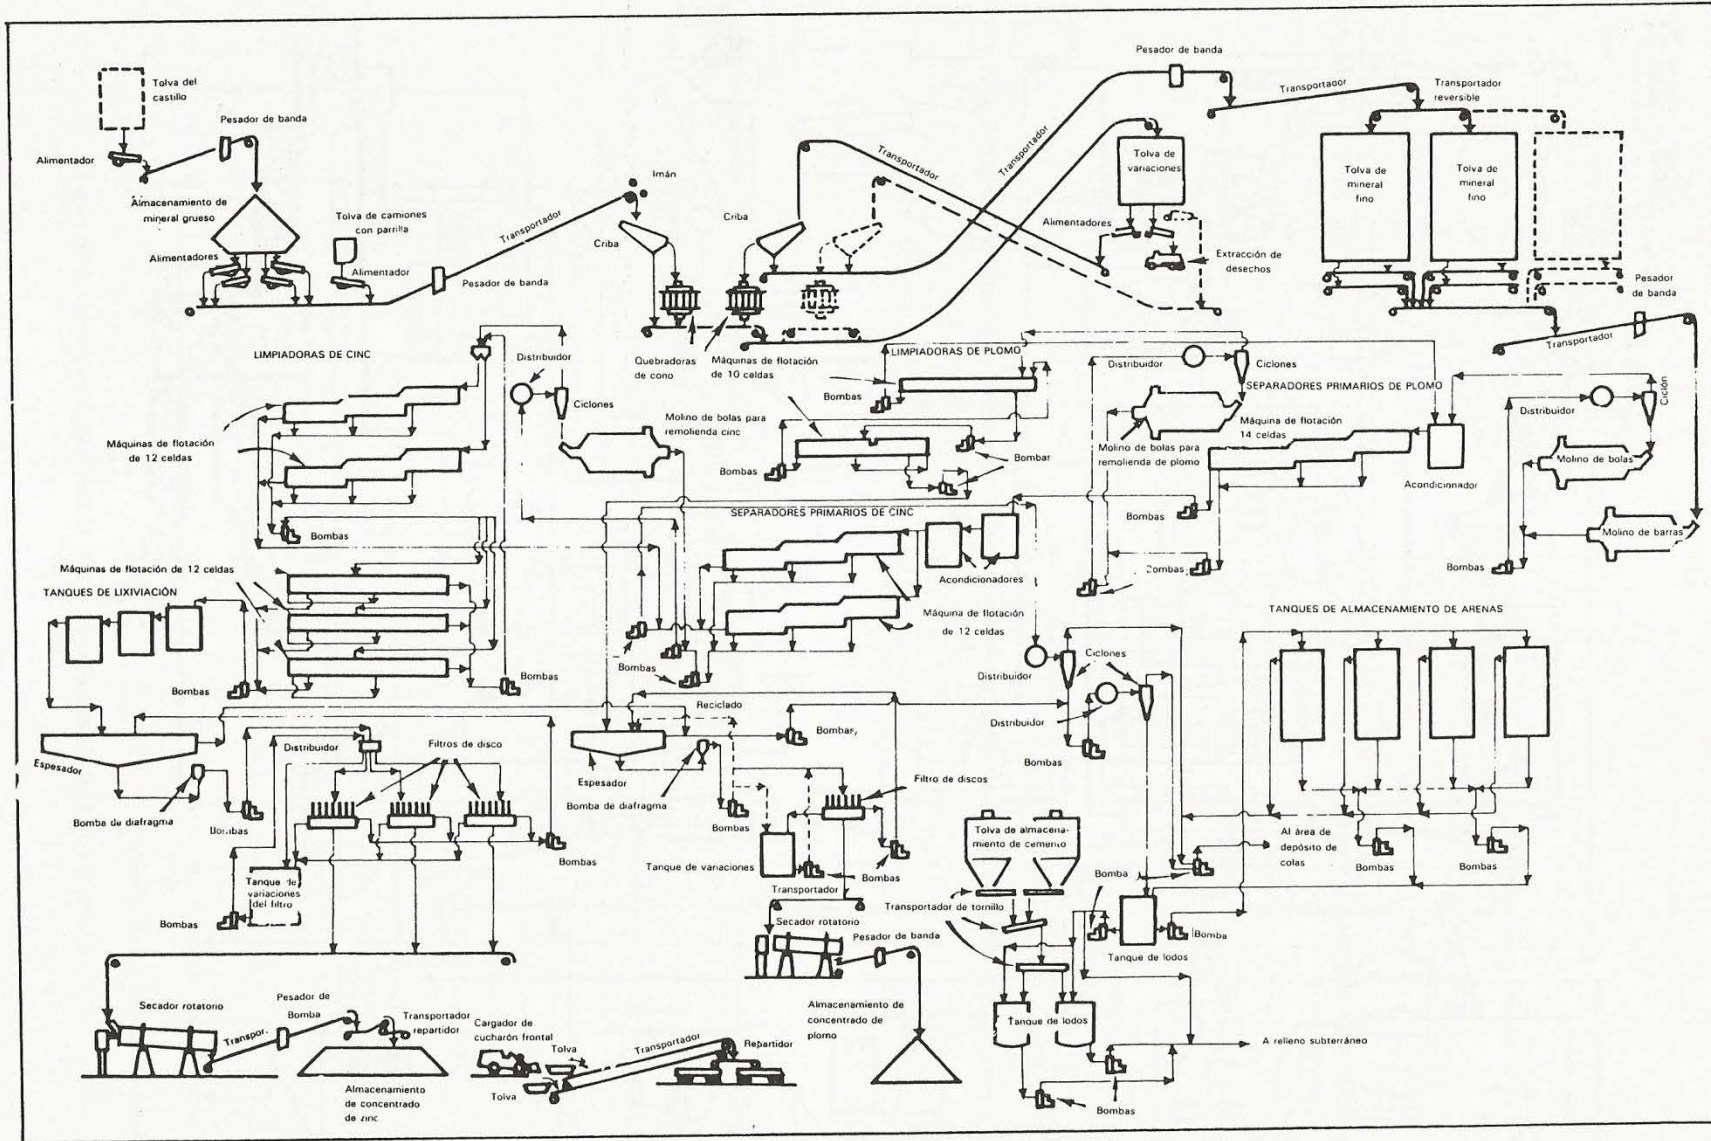 Tolva del
castillo
Pesador de banda
Alimentador
Almacenamiento de
mineral grueso
Tolva de camiones
con parrilla
Alimentadores
Alimentador
Pesador de banda
Transportador
Imán
Criba
Criba
Transportador
Transportador
Pesador de banda
Transportador
Transportador
reversible
Tolva de
variaciones
Alimentadores
Extracción de
desechos
Tolva de
mineral
fino
Tolva de
mineral
fino
Pesador
de banda
Transportador
LIMPIADORAS DE CINC
Distribuidor
Ciclones
Quebradoras
de cono
Máquinas de flotación
de 10 celdas
LIMPIADORAS DE PLOMO
Bombas
Distribuidor
Ciclones
SEPARADORES PRIMARIOS DE PLOMO
Distribuidor
Ciclón
Máquinas de flotación
de 12 celdas
Molino de bolas para
remolienda cinc
Bombas
Bombar
Molino de bolas para
remolienda de plomo
Máquina de flotación
14 celdas
Acondicionador
Molino de bolas
Molino de barras
Bombas
Bombas
Bombas
Bombas
SEPARADORES PRIMARIOS DE CINC
Acondicionadores
Máquinas de flotación de 12 celdas
TANQUES DE LIXIVIACIÓN
Máquina de flotación
de 12 celdas
Bombas
Bombas
Bombas
TANQUES DE ALMACENAMIENTO DE ARENAS
Distribuidor
Ciclones
Distribuidor
Bombas
Espesador
Bomba de diafragma
Bombas
Distribuidor
Filtros de disco
Bombas
Reciclado
Espesador
Bomba de diafragma
Bombas
Bombas
Filtro de discos
Tanque de variaciones
Bombas
Tanque de
variaciones
del filtro
Bombas
Transportador
Secador rotatorio
Pesador de banda
Tolva de almacena-
miento de cemento
Transportador de tornillo
Bomba
Al área de
depósito de
colas
Bombas
Bombas
Bomba
Tanque de lodos
Secador rotatorio
Transpor.
Pesador de
Bomba
Transportador
repartidor
Almacenamiento
de concentrado
de zinc
Cargador de
cucharón frontal
Tolva
Tolva
Transportador
Repartidor
Almacenamiento de
concentrado de
plomo
Tanque de lodos
Bombas
A relleno subterráneo